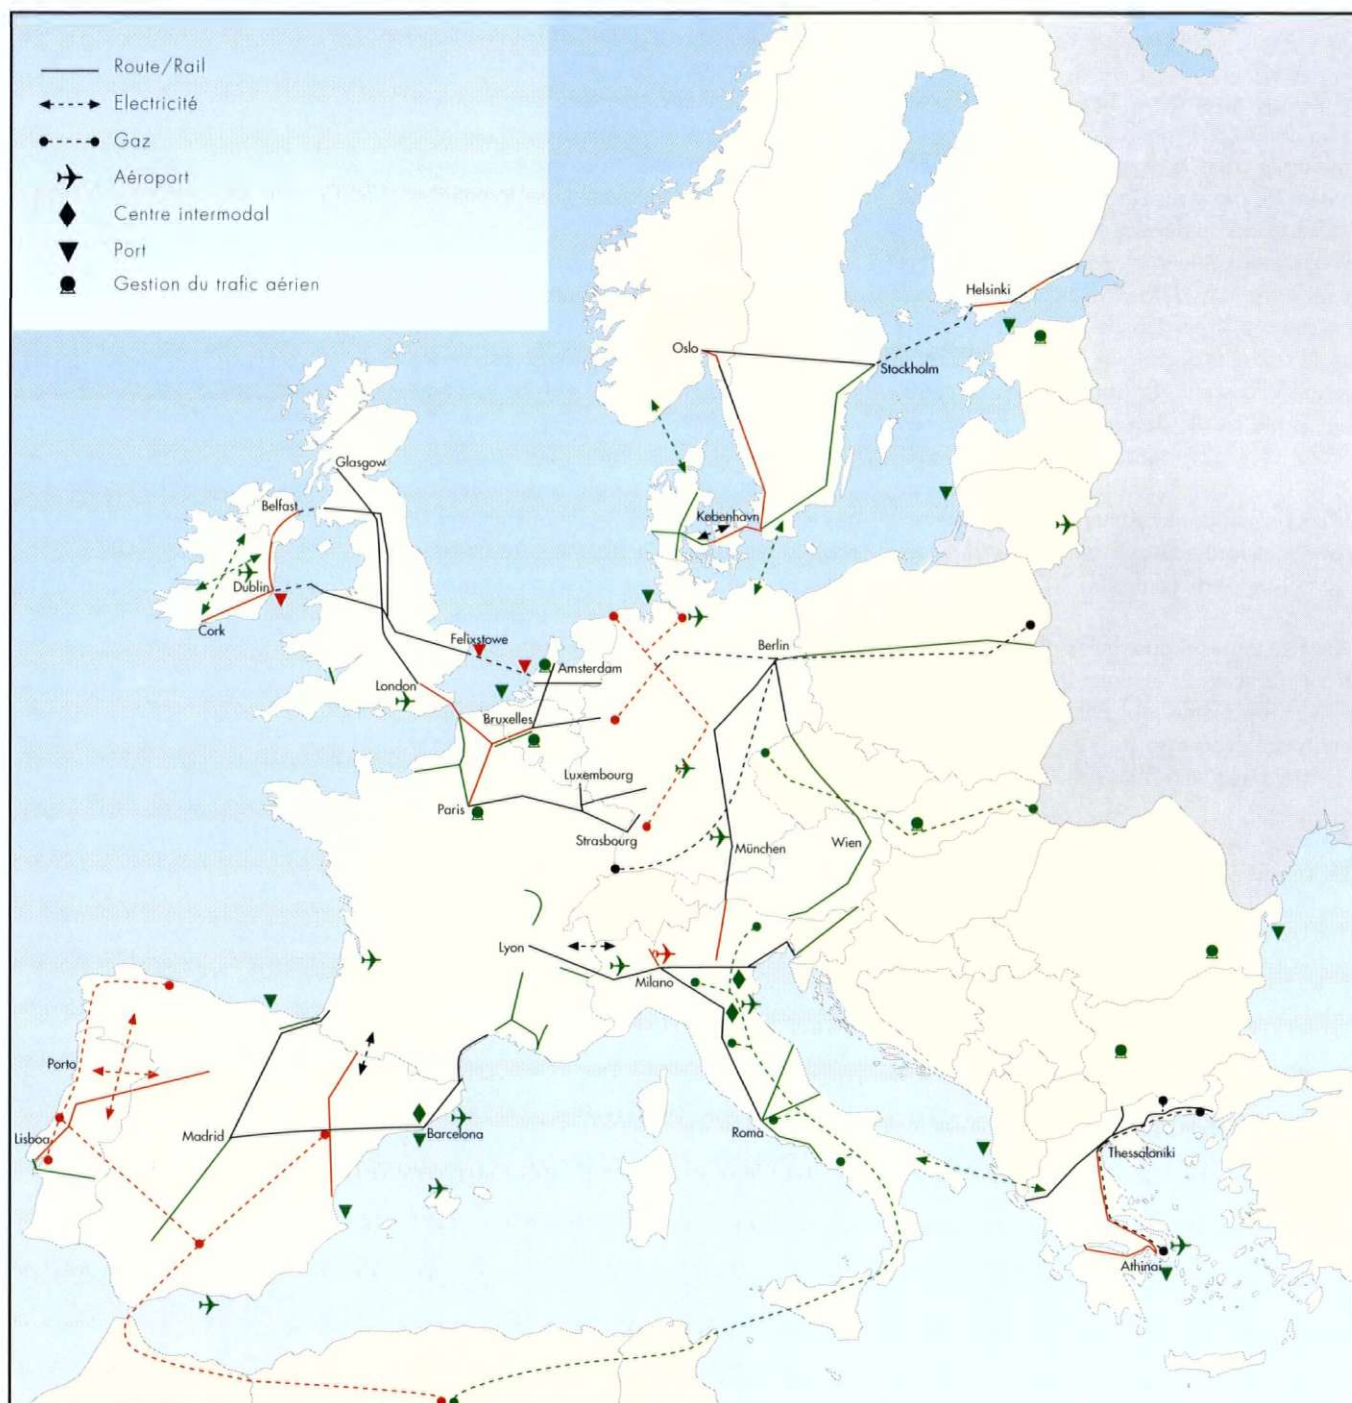 Route/Rail
Electricité
Gaz
Aéroport
Centre intermodal
Port
Gestion du trafic aérien
Helsinki
Oslo
Stockholm
Glasgow
Belfast
København
Dublin
Cork
Felixstowe
Berlin
Amsterdam
London
Bruxelles
Luxembourg
Paris
Strasbourg
München
Wien
Lyon
Milano
Porto
Lisboa
Madrid
Barcelona
Roma
Thessaloniki
Athinai